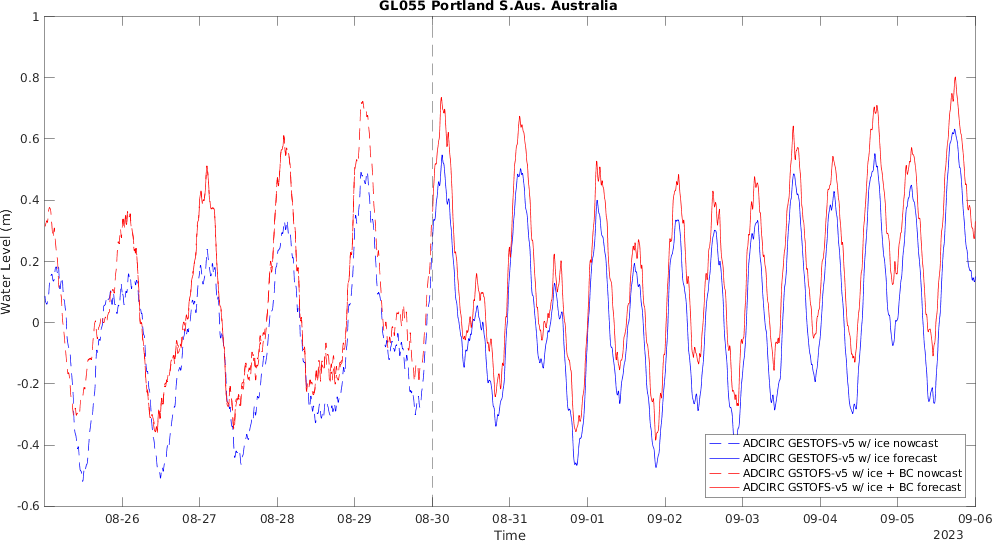 GL055 Portland S.Aus. Australia
1
0.8
0.6
0.4
0.2
0
-0.2
-0.4
-0.6
Water Level (m)
08-26 08-27 08-28 08-29 08-30 08-31 09-01 09-02 09-03 09-04 09-05 09-06
2023
Time
ADCIRC GESTOFS-v5 w/ ice nowcast
ADCIRC GESTOFS-v5 w/ ice forecast
ADCIRC GSTOFS-v5 w/ ice + BC nowcast
ADCIRC GSTOFS-v5 w/ ice + BC forecast